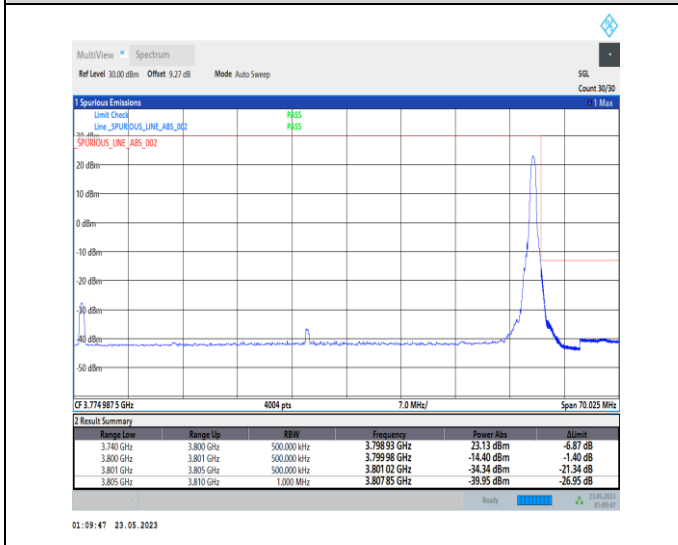 MultiView Spectrum
Ref Level 30.00 dBm Offset 9.27 dB Mode Auto Sweep SGL
Count 30/30
1 Spurious Emissions 1 Max
Limit Check PASS
Line _SPURIOUS_LINE_ABS_002 PASS
30 dBm
_SPURIOUS_LINE_ABS_002
20 dBm
10 dBm
0 dBm
-10 dBm
-20 dBm
-30 dBm
-40 dBm
-50 dBm
CF 3.774 987 5 GHz 4004 pts 7.0 MHz/ Span 70.025 MHz
2 Result Summary
Range Low Range Up RBW Frequency Power Abs ΔLimit
3.740 GHz 3.800 GHz 500.000 kHz 3.798 93 GHz 23.13 dBm -6.87 dB
3.800 GHz 3.801 GHz 500.000 kHz 3.799 98 GHz -14.40 dBm -1.40 dB
3.801 GHz 3.805 GHz 500.000 kHz 3.801 02 GHz -34.34 dBm -21.34 dB
3.805 GHz 3.810 GHz 1.000 MHz 3.807 85 GHz -39.95 dBm -26.95 dB
Ready 23.05.2023
01:09:47
01:09:47 23.05.2023